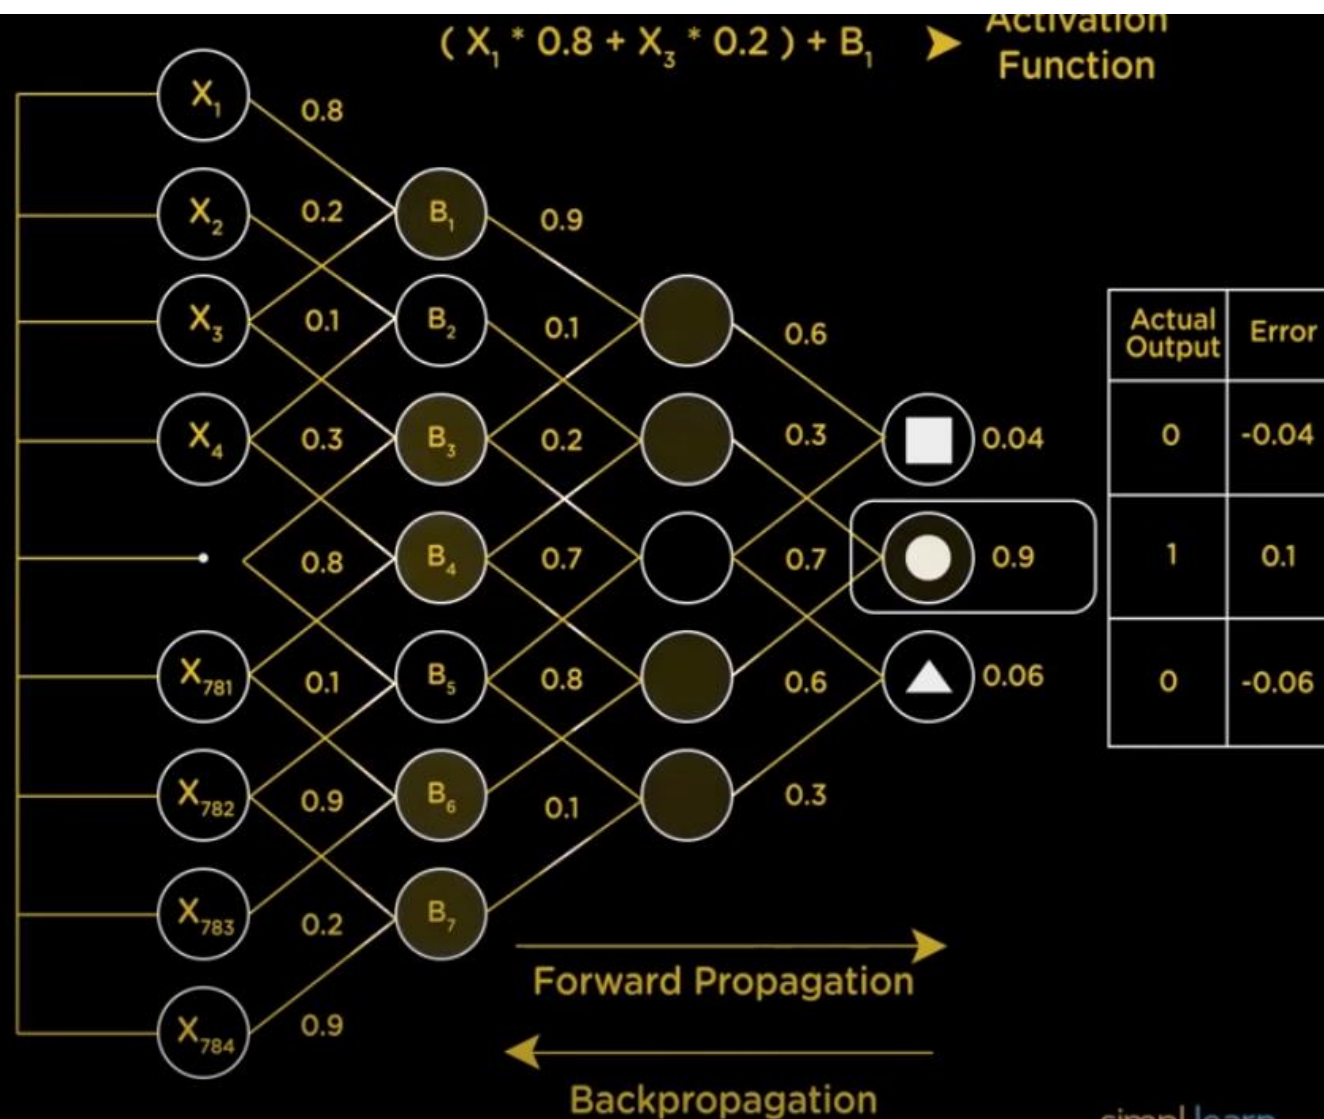 Activation
( X₁ * 0.8 + X₃ * 0.2 ) + B₁
Function
X₁
0.8
X₂
0.2
B₁
0.9
X₃
0.1
B₂
0.1
0.6
Actual
Output
Error
X₄
0.3
B₃
0.2
0.3
0.04
0
-0.04
0.8
B₄
0.7
0.7
0.9
1
0.1
X₇₈₁
0.1
B₅
0.8
0.6
0.06
0
-0.06
X₇₈₂
0.9
B₆
0.1
0.3
X₇₈₃
0.2
B₇
Forward Propagation
X₇₈₄
0.9
Backpropagation
simplilearn